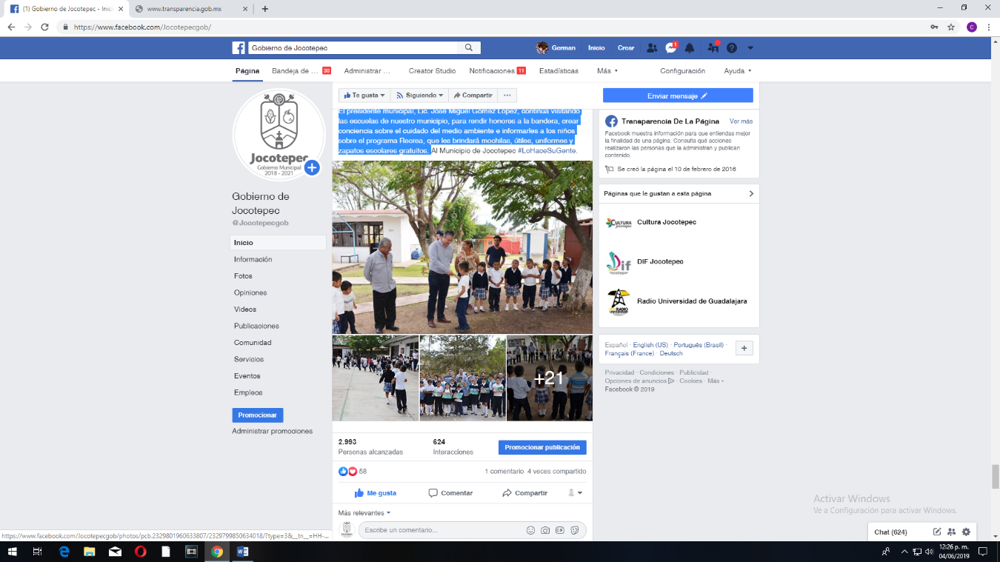 (1) Gobierno de Jocotepec - Inic
www.transparencia.gob.mx
https://www.facebook.com/Jocotepecgob/
Gobierno de Jocotepec
German Inicio Crear 1
Página Bandeja de ... 30 Administrar ... Creator Studio Notificaciones 11 Estadísticas Más Configuración Ayuda
Jocotepec
Gobierno Municipal
2018 - 2021
Gobierno de
Jocotepec
@Jocotepecgob
Inicio
Información
Fotos
Opiniones
Videos
Publicaciones
Comunidad
Servicios
Eventos
Empleos
Promocionar
Administrar promociones
Te gusta Siguiendo Compartir ...
Enviar mensaje
El presidente municipal, Lic. José Miguel Gómez López, continúa visitando
las escuelas de nuestro municipio, para rendir honores a la bandera, crear
conciencia sobre el cuidado del medio ambiente e informarles a los niños
sobre el programa Recrea, que les brindará mochilas, útiles, uniformes y
zapatos escolares gratuitos. Al Municipio de Jocotepec #LoHaceSuGente.
+21
2.993 624
Personas alcanzadas Interacciones
Promocionar publicación
58 1 comentario 4 veces compartido
Me gusta Comentar Compartir
Más relevantes
Escribe un comentario...
GIF
Transparencia De La Página Ver más
Facebook muestra información para que entiendas mejor
la finalidad de una página. Consulta qué acciones
realizaron las personas que la administran y publican
contenido.
Se creó la página el 10 de febrero de 2016
Páginas que le gustan a esta página
CULTURA
Jocotepec
Cultura Jocotepec
Dif
Jocotepec
DIF Jocotepec
RADIO
UNIVERSIDAD
Radio Universidad de Guadalajara
Español · English (US) · Português (Brasil) ·
Français (France) · Deutsch
Privacidad · Condiciones · Publicidad ·
Opciones de anuncios · Cookies · Más
Facebook © 2019
Activar Windows
Ve a Configuración para activar Windows.
Chat (624)
https://www.facebook.com/Jocotepecgob/photos/pcb.2329801960633807/2329799850634018/?type=3&__tn__=HH-...
12:26 p. m.
04/06/2019